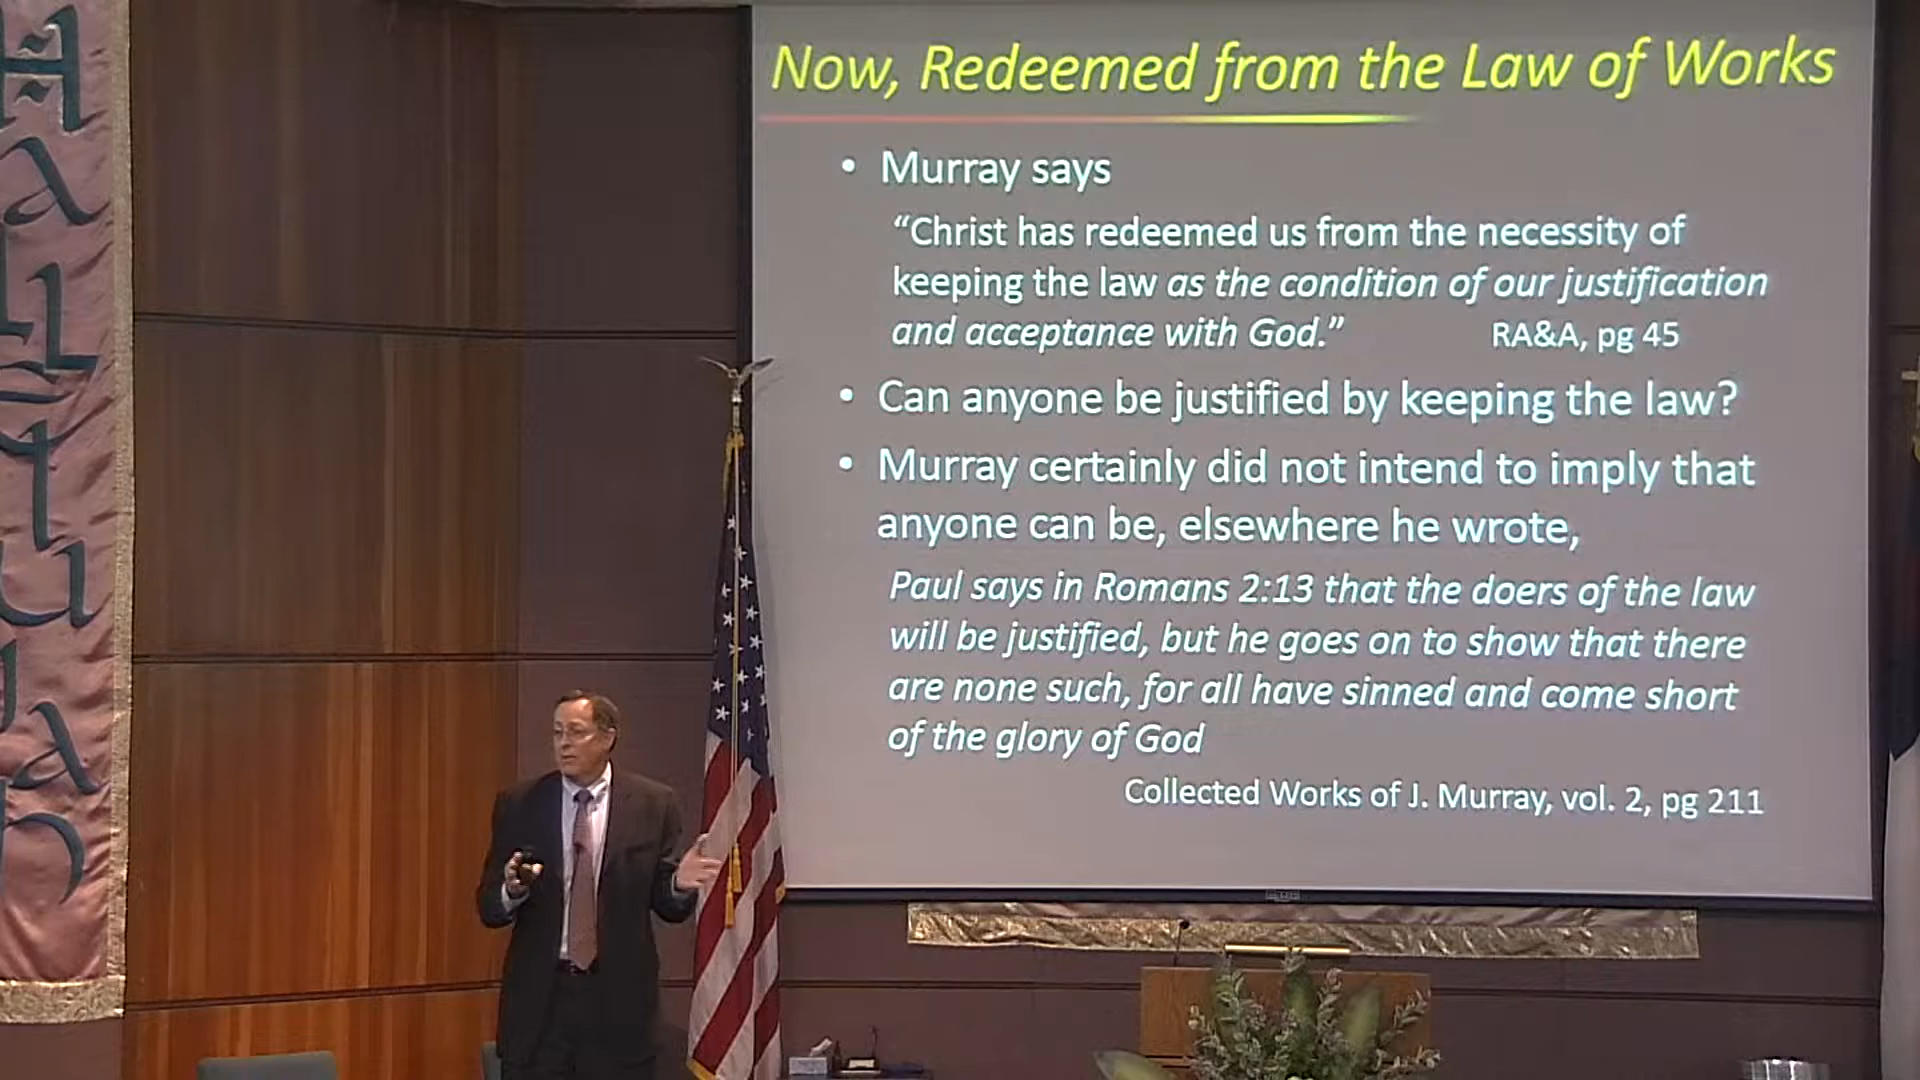 Now, Redeemed from the Law of Works
• Murray says
“Christ has redeemed us from the necessity of
keeping the law as the condition of our justification
and acceptance with God.” RA&A, pg 45
• Can anyone be justified by keeping the law?
• Murray certainly did not intend to imply that
anyone can be, elsewhere he wrote,
Paul says in Romans 2:13 that the doers of the law
will be justified, but he goes on to show that there
are none such, for all have sinned and come short
of the glory of God
Collected Works of J. Murray, vol. 2, pg 211